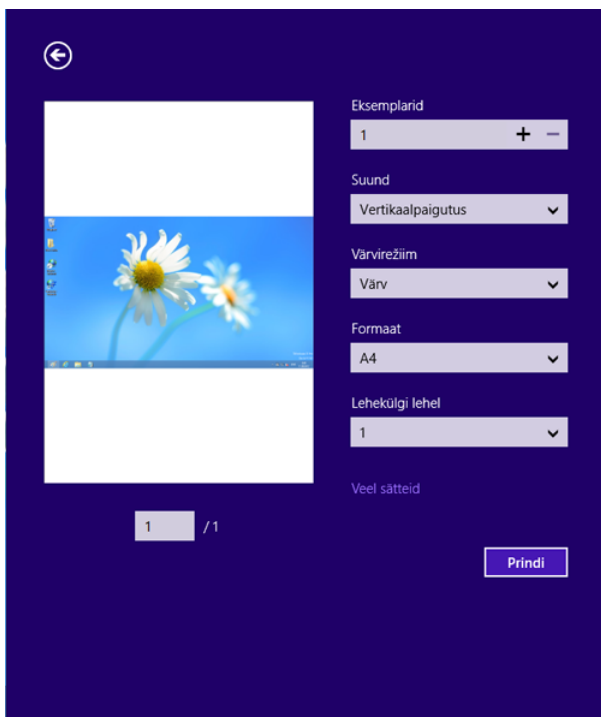 Eksemplarid
1
Suund
Vertikaalpaigutus
Värvirežiim
Värv
Formaat
A4
Lehekülgi lehel
1
Veel sätteid
1 / 1
Prindi